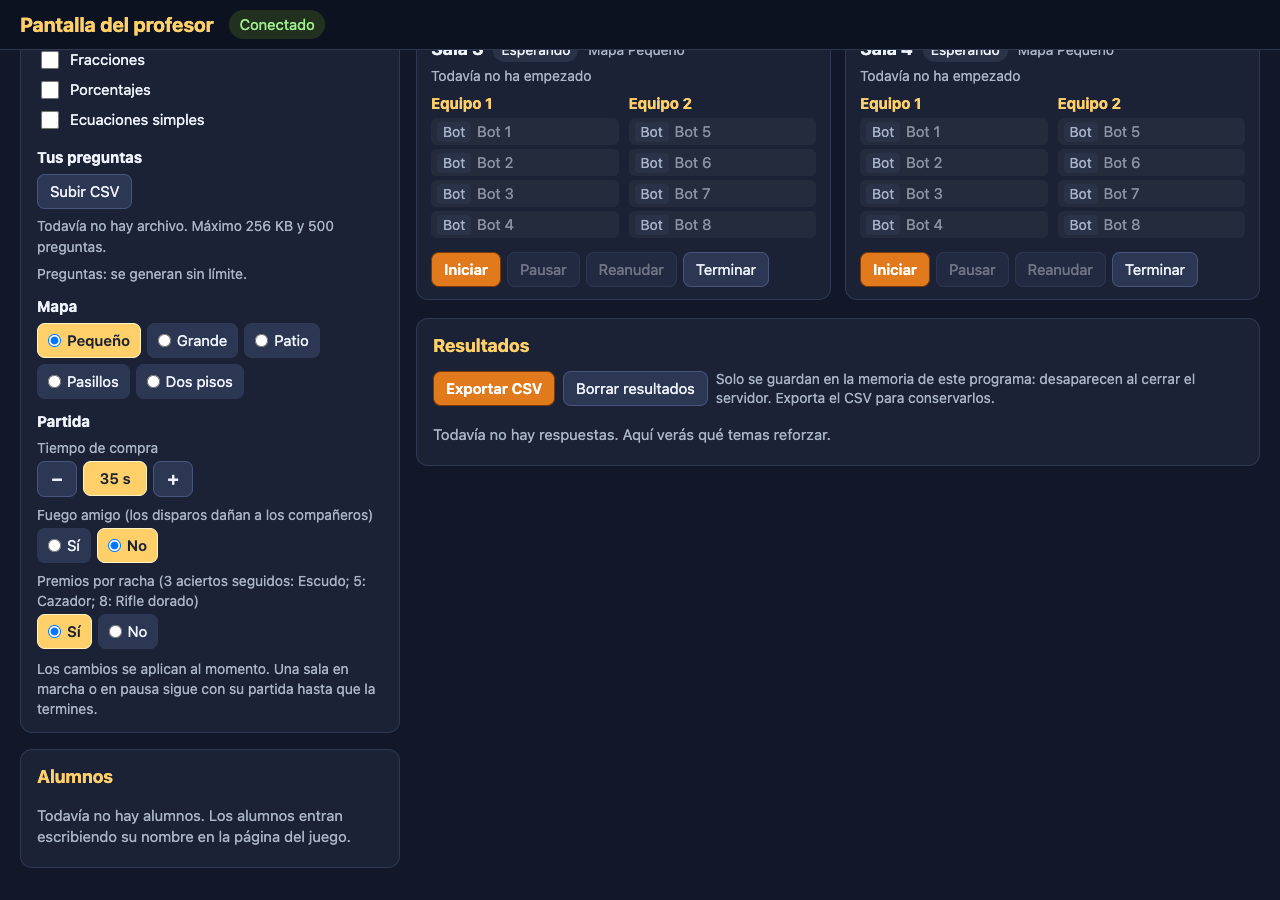 Pantalla del profesor
Conectado
Fracciones
Porcentajes
Ecuaciones simples
Tus preguntas
Subir CSV
Todavía no hay archivo. Máximo 256 KB y 500
preguntas.
Preguntas: se generan sin límite.
Mapa
Pequeño
Grande
Patio
Pasillos
Dos pisos
Partida
Tiempo de compra
−
35 s
+
Fuego amigo (los disparos dañan a los compañeros)
Sí
No
Premios por racha (3 aciertos seguidos: Escudo; 5:
Cazador; 8: Rifle dorado)
Sí
No
Los cambios se aplican al momento. Una sala en
marcha o en pausa sigue con su partida hasta que la
termines.
Alumnos
Todavía no hay alumnos. Los alumnos entran
escribiendo su nombre en la página del juego.
Sala 3 Esperando Mapa Pequeño
Todavía no ha empezado
Equipo 1
Bot Bot 1
Bot Bot 2
Bot Bot 3
Bot Bot 4
Equipo 2
Bot Bot 5
Bot Bot 6
Bot Bot 7
Bot Bot 8
Iniciar
Pausar
Reanudar
Terminar
Sala 4 Esperando Mapa Pequeño
Todavía no ha empezado
Equipo 1
Bot Bot 1
Bot Bot 2
Bot Bot 3
Bot Bot 4
Equipo 2
Bot Bot 5
Bot Bot 6
Bot Bot 7
Bot Bot 8
Iniciar
Pausar
Reanudar
Terminar
Resultados
Exportar CSV
Borrar resultados
Solo se guardan en la memoria de este programa: desaparecen al cerrar el
servidor. Exporta el CSV para conservarlos.
Todavía no hay respuestas. Aquí verás qué temas reforzar.